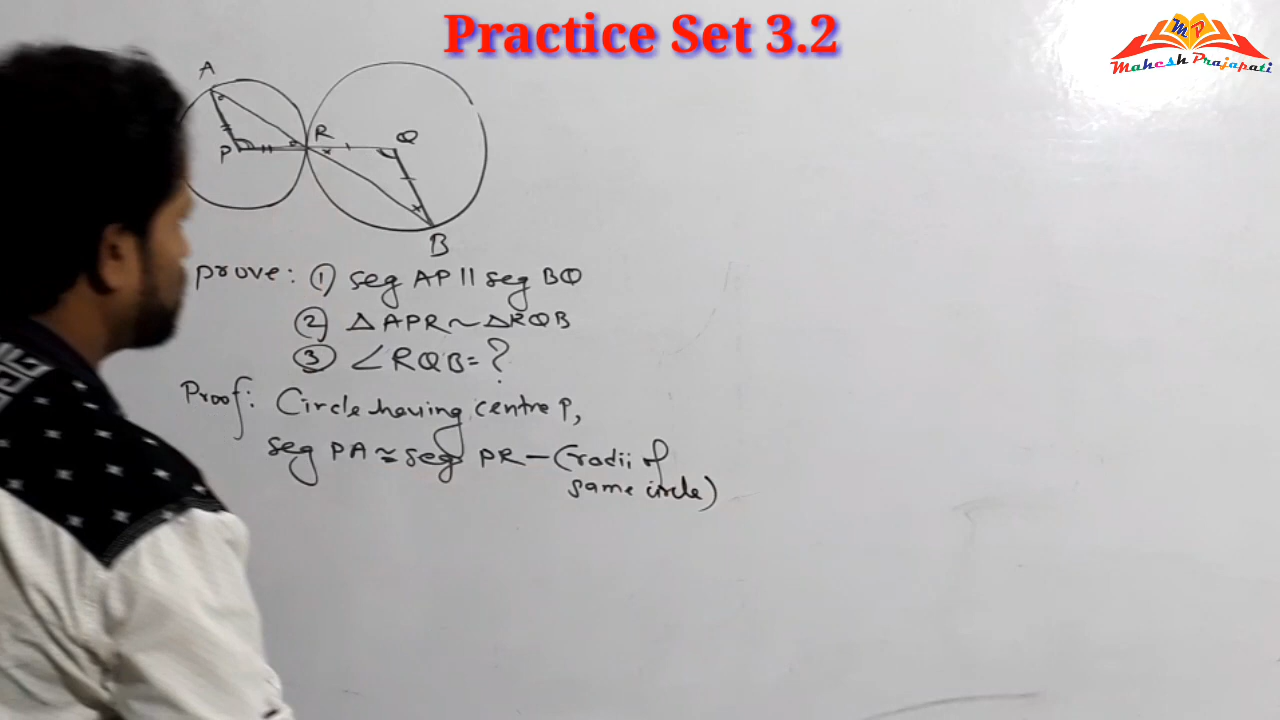 Practice Set 3.2
M P
Mahesh Prajapati
A
R
Q
P
B
prove: ① seg AP || seg BQ
② △APR ~ △RQB
③ ∠RQB = ?
Proof: Circle having centre P,
seg PA ≅ seg PR – (radii of
same circle)